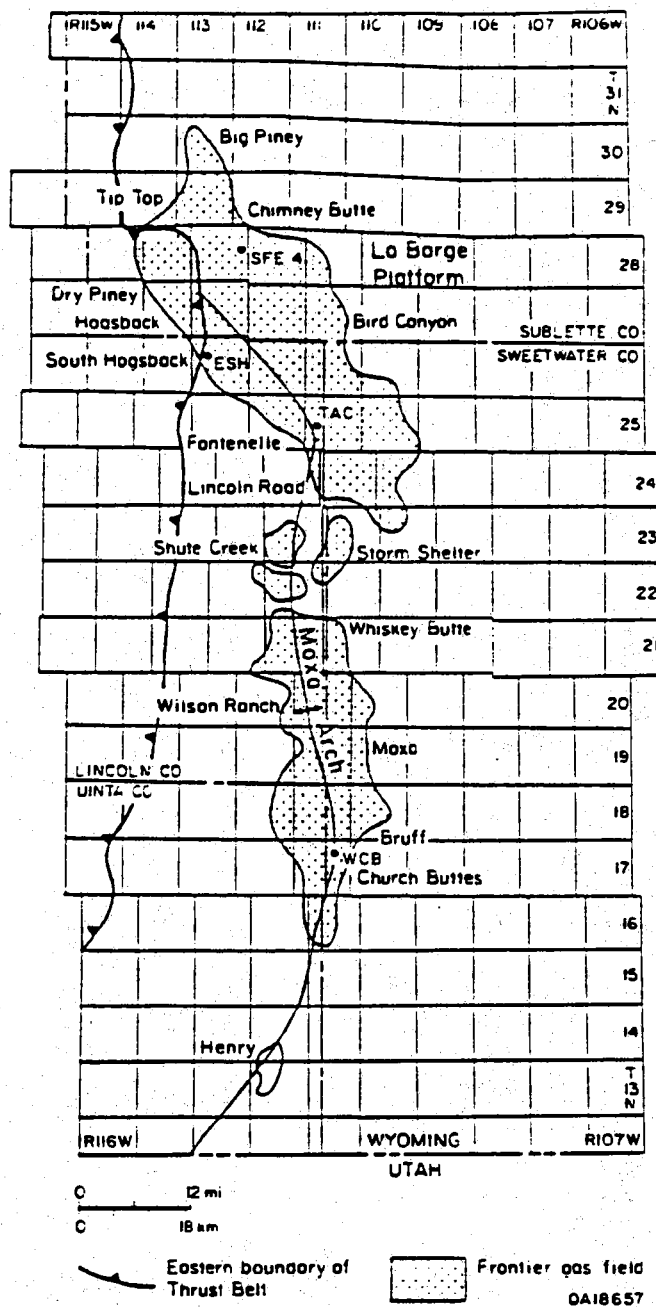 R115W 114 113 112 111 110 109 108 107 R106W
T
31
N
Big Piney
30
Tip Top
Chimney Butte
29
SFE 4
La Barge
Platform
28
Dry Piney
Hogsback
Bird Canyon
SUBLETTE CO
SWEETWATER CO
South Hogsback
ESH
TAC
25
Fontenelle
Lincoln Road
24
23
Shute Creek
Storm Shelter
22
Whiskey Butte
21
Moxa
Arch
Wilson Ranch
20
Moxa
19
LINCOLN CO
UINTA CO
18
Bruff
WCB
17
Church Buttes
16
15
14
Henry
T
13
N
R116W
WYOMING
R107W
UTAH
0 12 mi
0 18 km
Eastern boundary of
Thrust Belt
Frontier gas field
QA18657